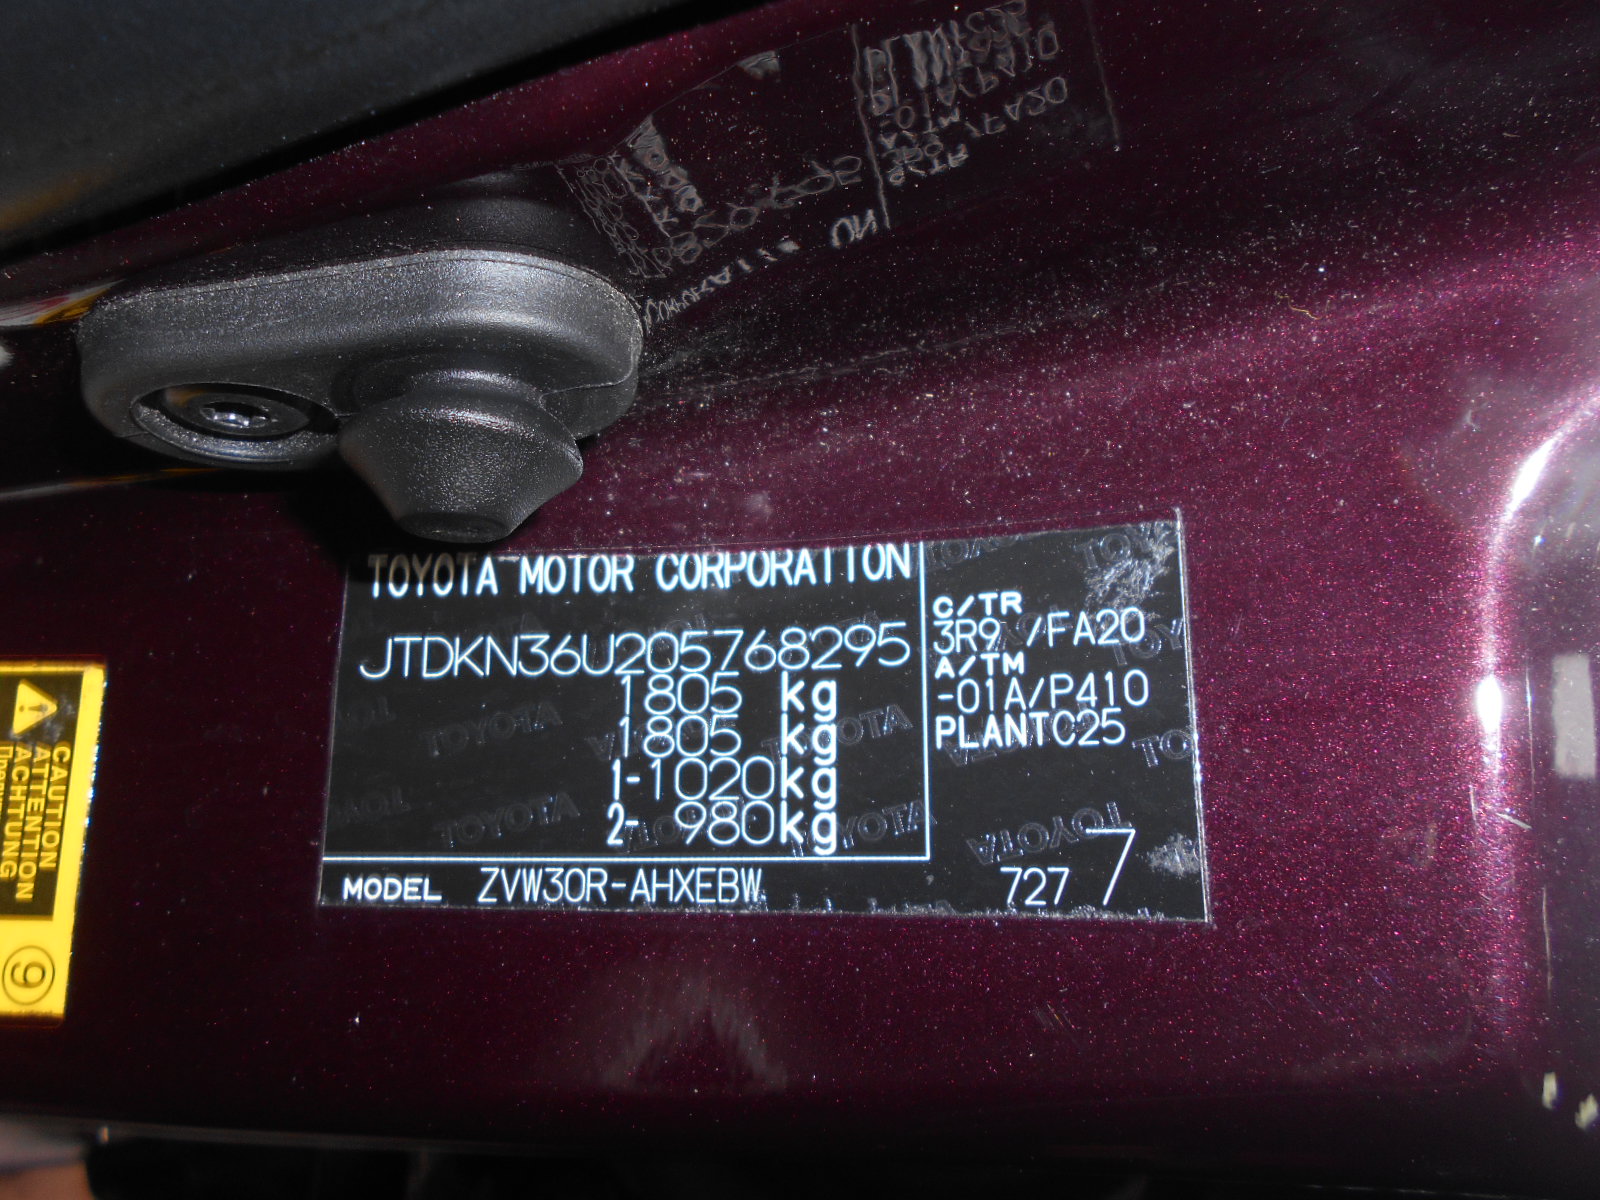 TOYOTA MOTOR CORPORATION
JTDKN36U205768295
1805 kg
1805 kg
1-1020kg
2- 980kg
MODEL ZVW30R-AHXEBW
C/TR
3R9 /FA20
A/TM
-01A/P410
PLANTC25
727 7
CAUTION
ATTENTION
ACHTUNG
9